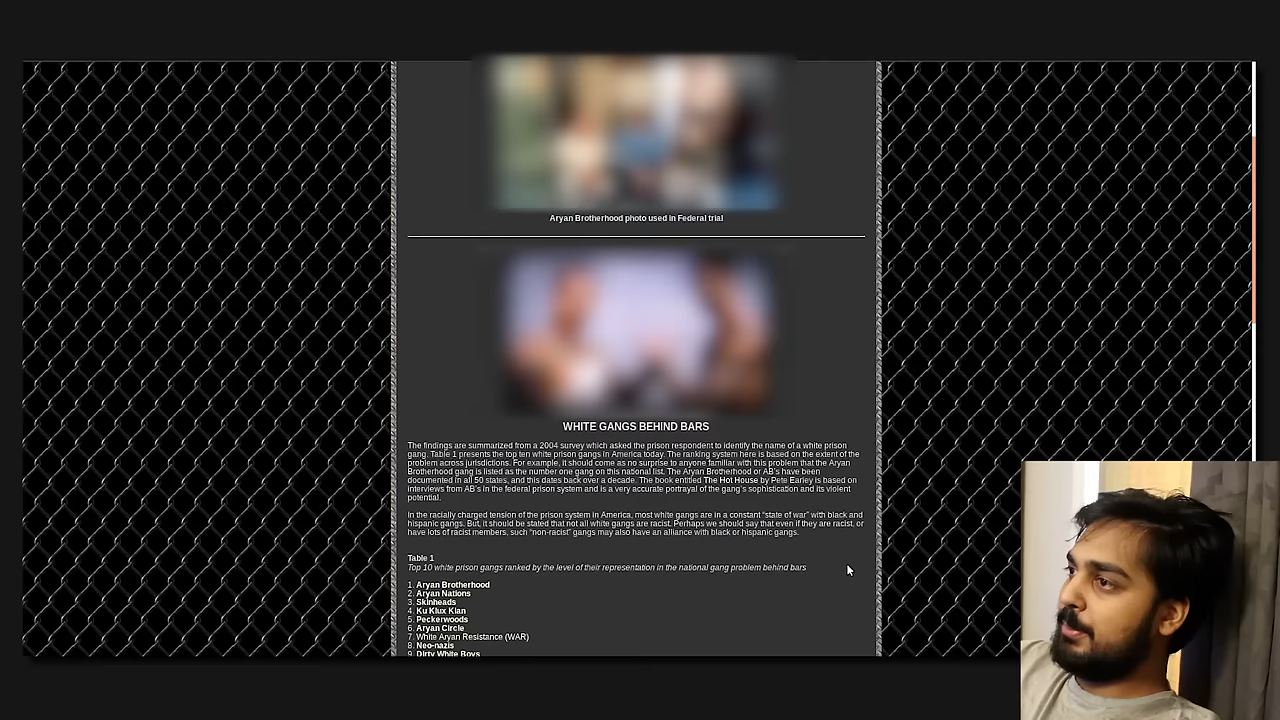 Aryan Brotherhood photo used in Federal trial
WHITE GANGS BEHIND BARS
The findings are summarized from a 2004 survey which asked the prison respondent to identify the name of a white prison
gang. Table 1 presents the top ten white prison gangs in America today. The ranking system here is based on the extent of the
problem across jurisdictions. For example, it should come as no surprise to anyone familiar with this problem that the Aryan
Brotherhood gang is listed as the number one gang on this national list. The Aryan Brotherhood or AB's have been
documented in all 50 states, and this dates back over a decade. The book entitled The Hot House by Pete Earley is based on
interviews from AB's in the federal prison system and is a very accurate portrayal of the gang's sophistication and its violent
potential.
In the racially charged tension of the prison system in America, most white gangs are in a constant “state of war” with black and
hispanic gangs. But, it should be stated that not all white gangs are racist. Perhaps we should say that even if they are racist, or
have lots of racist members, such “non-racist” gangs may also have an alliance with black or hispanic gangs.
Table 1
Top 10 white prison gangs ranked by the level of their representation in the national gang problem behind bars
1. Aryan Brotherhood
2. Aryan Nations
3. Skinheads
4. Ku Klux Klan
5. Peckerwoods
6. Aryan Circle
7. White Aryan Resistance (WAR)
8. Neo-nazis
9. Dirty White Boys